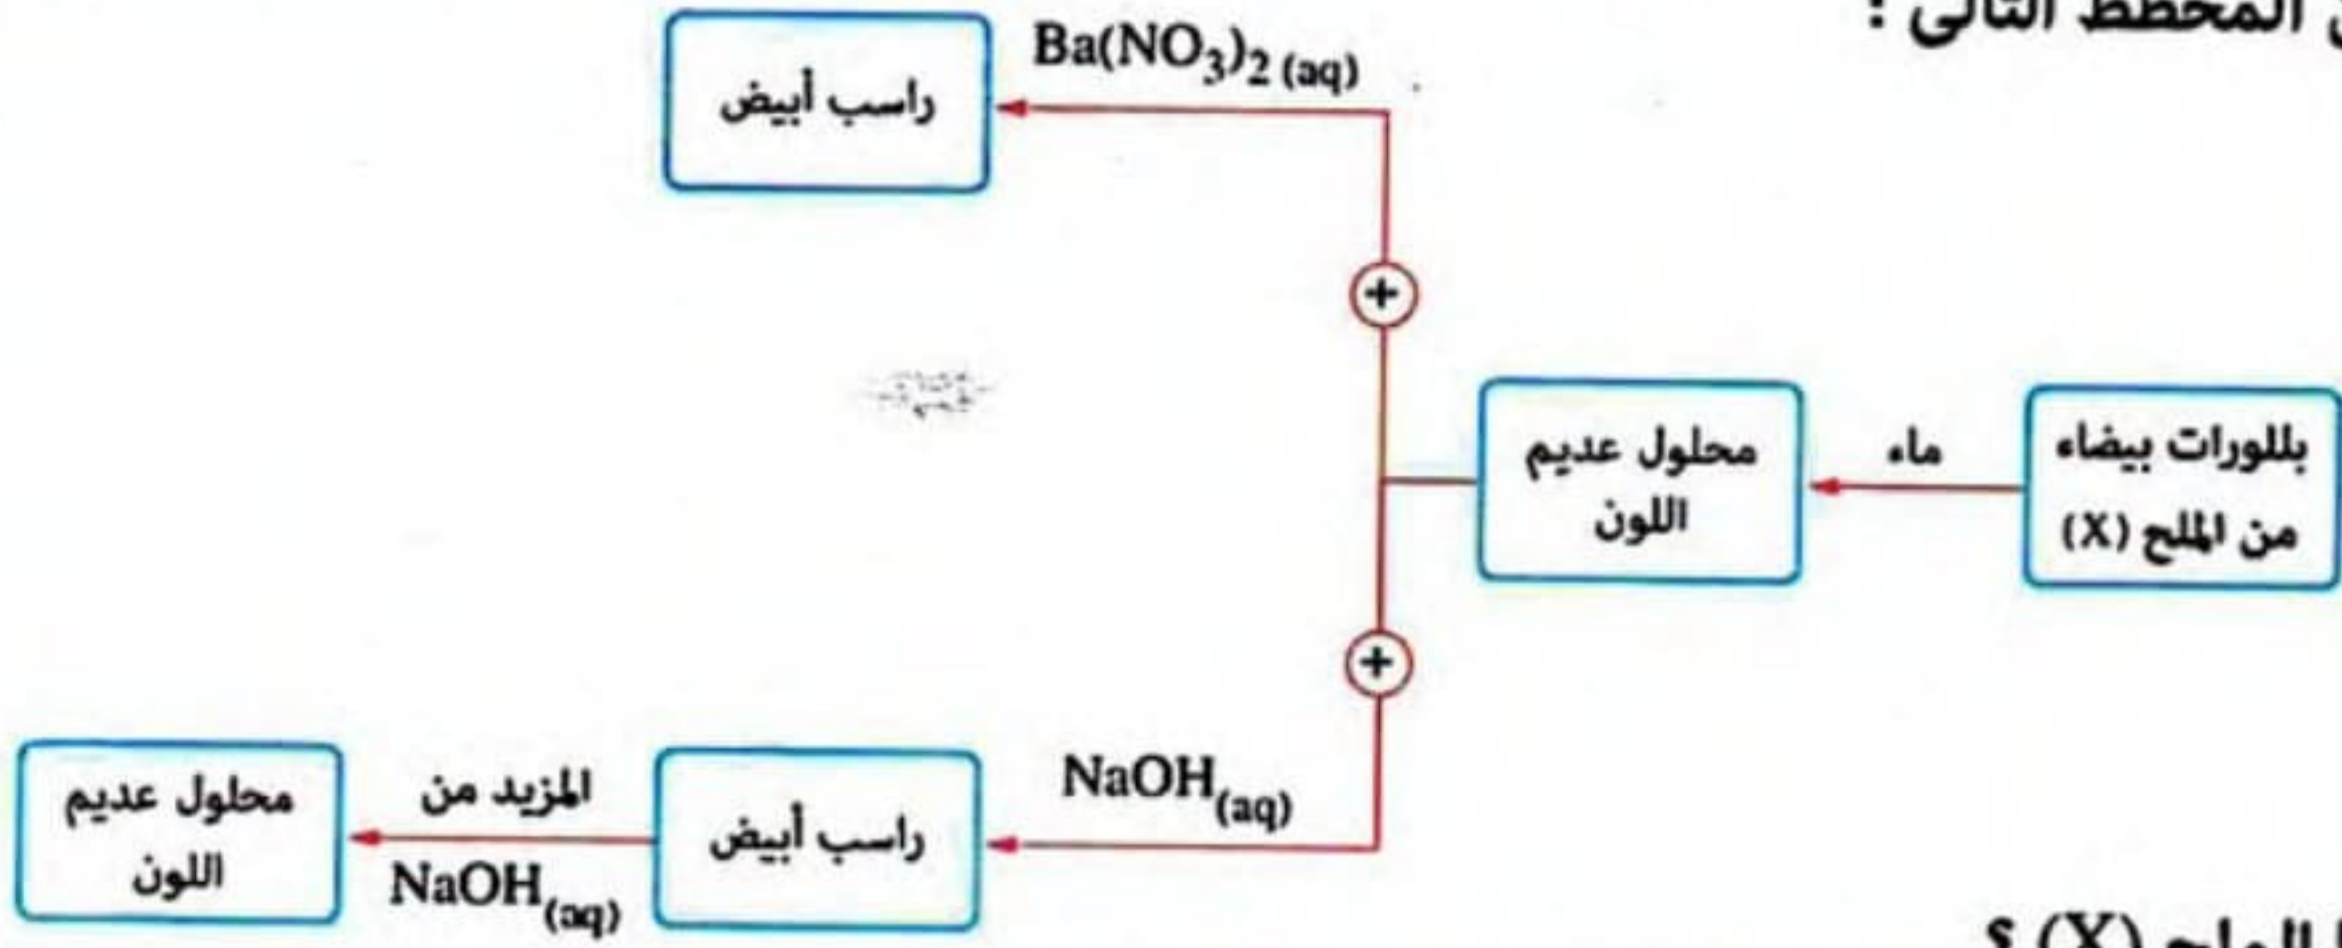 المخطط التالى :
بللورات بيضاء
من الملح (X)
ماء
محلول عديم
اللون
Ba(NO₃)₂ (aq)
راسب أبيض
+
+
NaOH(aq)
راسب أبيض
المزيد من
NaOH(aq)
محلول عديم
اللون
الملح (X) ؟